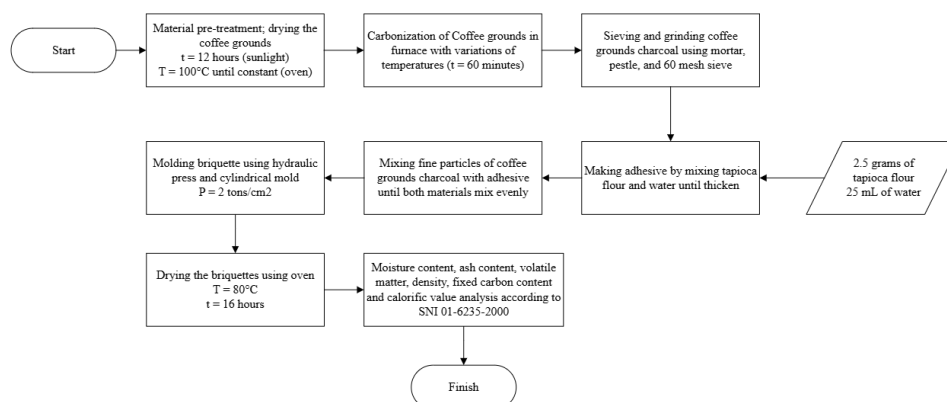 Start
Material pre-treatment; drying the
coffee grounds
t = 12 hours (sunlight)
T = 100°C until constant (oven)
Carbonization of Coffee grounds in
furnace with variations of
temperatures (t = 60 minutes)
Sieving and grinding coffee
grounds charcoal using mortar,
pestle, and 60 mesh sieve
2.5 grams of
tapioca flour
25 mL of water
Making adhesive by mixing tapioca
flour and water until thicken
Mixing fine particles of coffee
grounds charcoal with adhesive
until both materials mix evenly
Molding briquette using hydraulic
press and cylindrical mold
P = 2 tons/cm2
Drying the briquettes using oven
T = 80°C
t = 16 hours
Moisture content, ash content, volatile
matter, density, fixed carbon content
and calorific value analysis according to
SNI 01-6235-2000
Finish